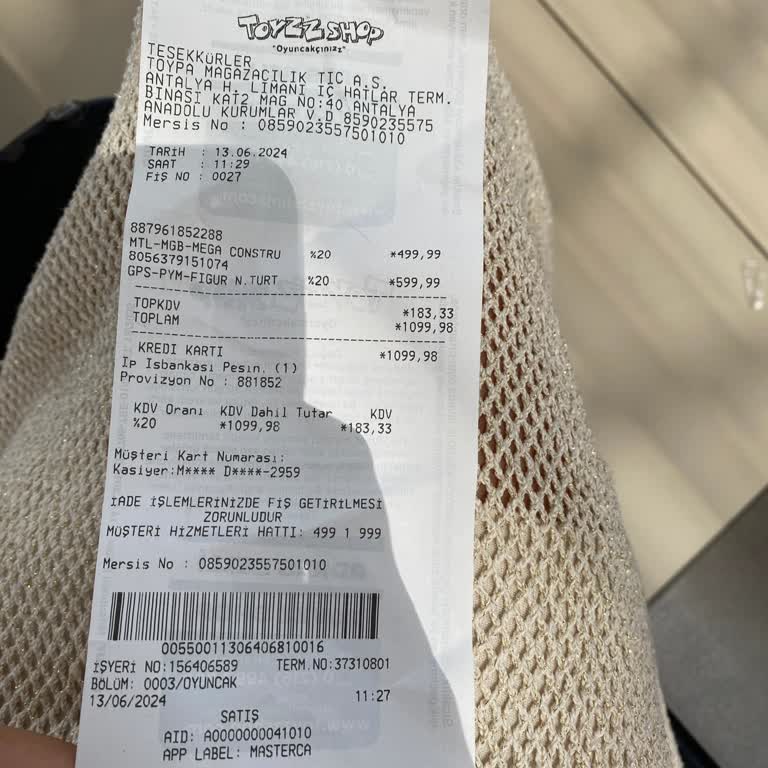 TOYZZ SHOP
"Oyuncakçınızz"
TEŞEKKÜRLER
TOYPA MAĞAZACILIK TİC A.Ş.
ANTALYA H. LİMANI İÇ HATLAR TERM.
BİNASI KAT2 MAG NO:40 ANTALYA
ANADOLU KURUMLAR V.D 8590235575
Mersis No : 0859023557501010
TARİH : 13.06.2024
SAAT : 11:29
FİŞ NO : 0027
887961852288
MTL-MGB-MEGA CONSTRU %20 *499,99
8056379151074
GPS-PYM-FIGUR N.TURT %20 *599,99
TOPKDV *183,33
TOPLAM *1099,98
KREDI KARTI *1099,98
Ip Isbankası Pesin. (1)
Provizyon No : 881852
KDV Oranı KDV Dahil Tutar KDV
%20 *1099,98 *183,33
Müşteri Kart Numarası:
Kasiyer:M**** D****-2959
İADE İŞLEMLERİNİZDE FİŞ GETİRİLMESİ
ZORUNLUDUR
MÜŞTERİ HİZMETLERİ HATTI: 499 1 999
Mersis No : 0859023557501010
00550011306406810016
İŞYERİ NO:156406589 TERM.NO:37310801
BÖLÜM: 0003/OYUNCAK
13/06/2024 11:27
SATIŞ
AID: A0000000041010
APP LABEL: MASTERCA